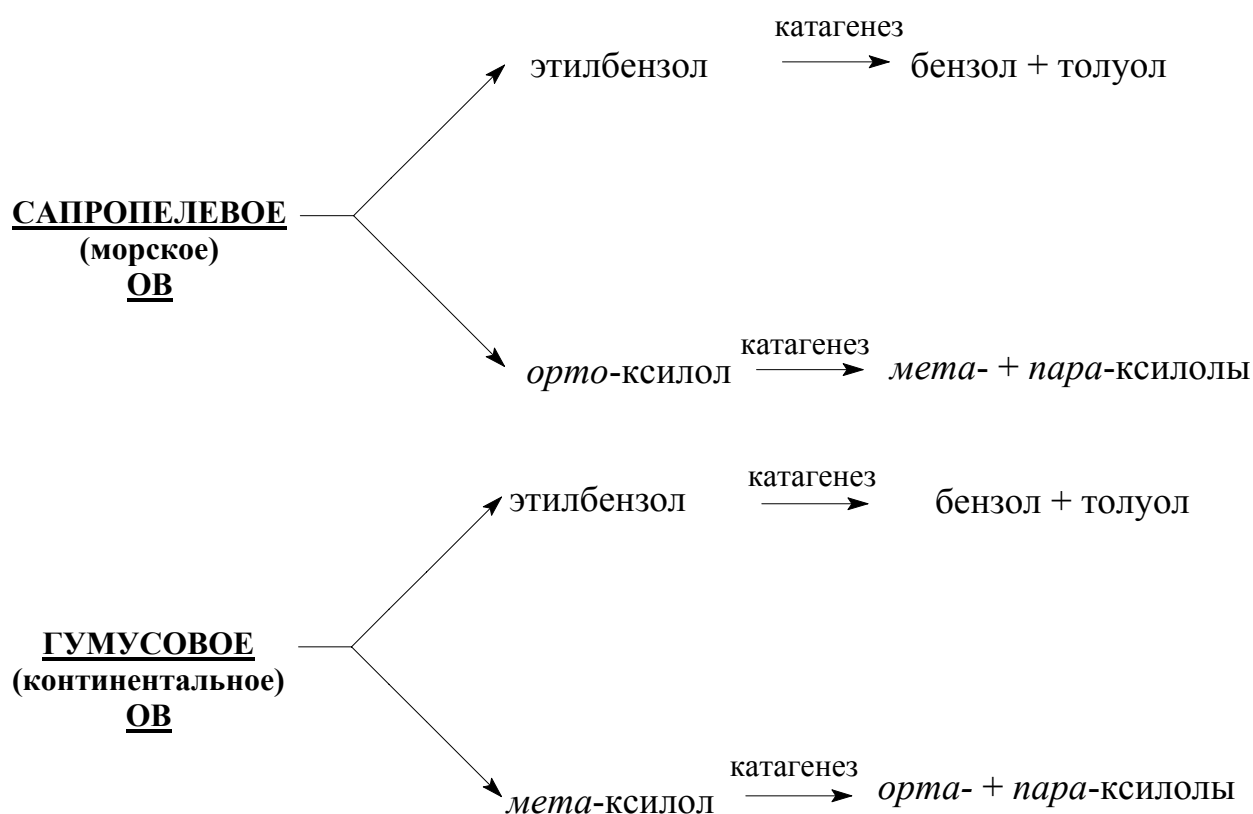 катагенез
этилбензол
бензол + толуол
САПРОПЕЛЕВОЕ
(морское)
ОВ
катагенез
орто-ксилол
мета- + пара-ксилолы
катагенез
этилбензол
бензол + толуол
ГУМУСОВОЕ
(континентальное)
ОВ
катагенез
мета-ксилол
орта- + пара-ксилолы